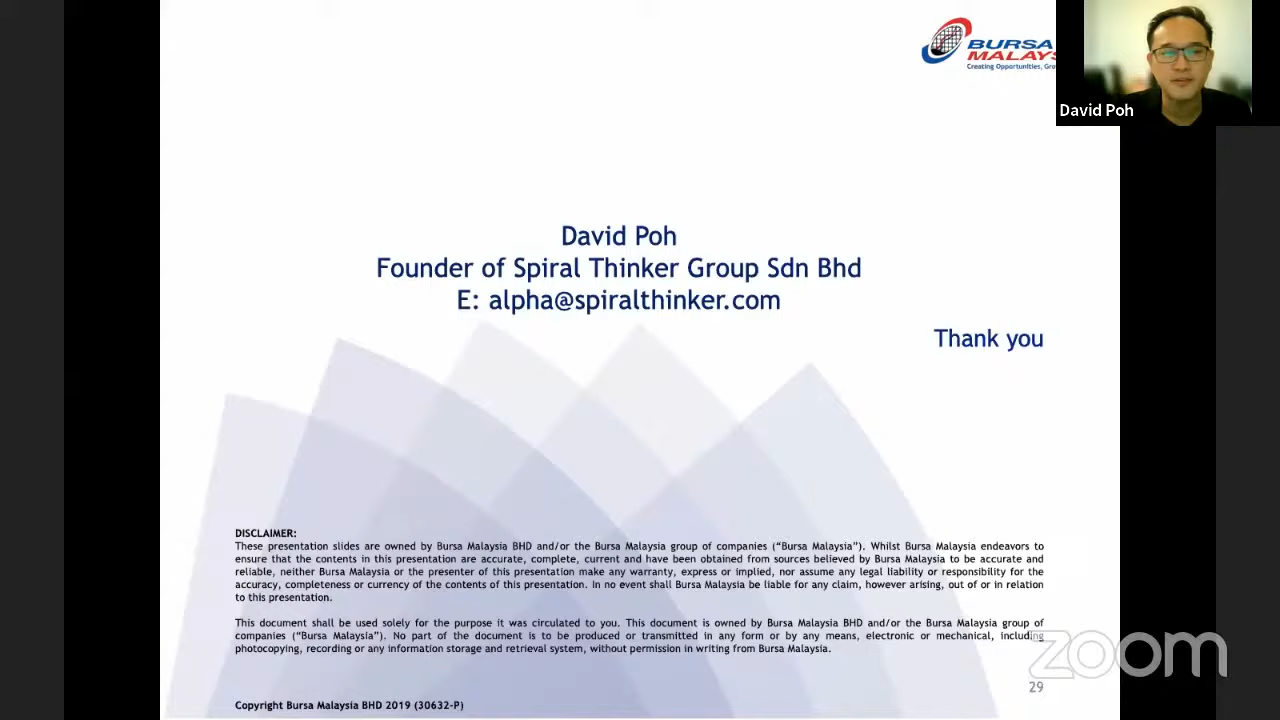 BURSA
MALAYS
Creating Opportunities, Gro
David Poh
David Poh
Founder of Spiral Thinker Group Sdn Bhd
E: alpha@spiralthinker.com
Thank you
DISCLAIMER:
These presentation slides are owned by Bursa Malaysia BHD and/or the Bursa Malaysia group of companies (“Bursa Malaysia”). Whilst Bursa Malaysia endeavors to
ensure that the contents in this presentation are accurate, complete, current and have been obtained from sources believed by Bursa Malaysia to be accurate and
reliable, neither Bursa Malaysia or the presenter of this presentation make any warranty, express or implied, nor assume any legal liability or responsibility for the
accuracy, completeness or currency of the contents of this presentation. In no event shall Bursa Malaysia be liable for any claim, however arising, out of or in relation
to this presentation.
This document shall be used solely for the purpose it was circulated to you. This document is owned by Bursa Malaysia BHD and/or the Bursa Malaysia group of
companies (“Bursa Malaysia”). No part of the document is to be produced or transmitted in any form or by any means, electronic or mechanical, including
photocopying, recording or any information storage and retrieval system, without permission in writing from Bursa Malaysia.
zoom
29
Copyright Bursa Malaysia BHD 2019 (30632-P)